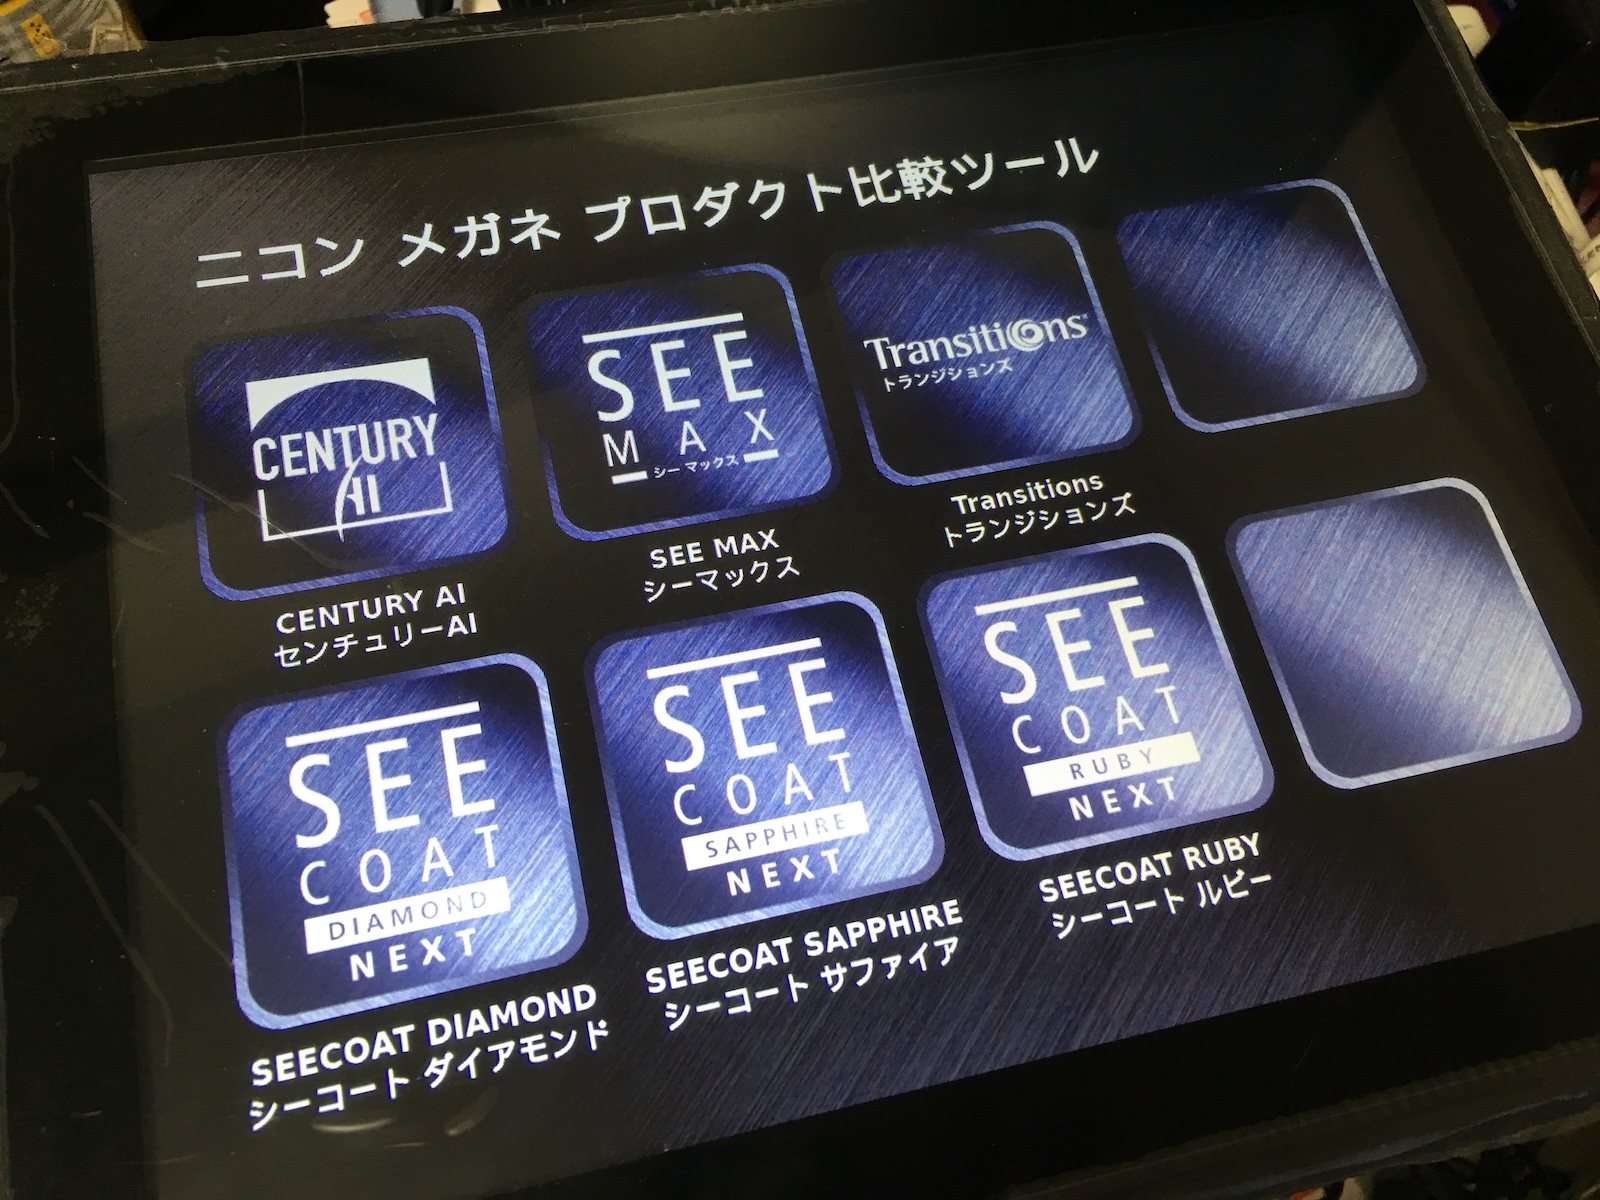 ニコン メガネ プロダクト比較ツール
CENTURY
AI
CENTURY AI
センチュリーAI
SEE
MAX
シーマックス
SEE MAX
シーマックス
Transitions
トランジションズ
Transitions
トランジションズ
SEE
COAT
DIAMOND
NEXT
SEECOAT DIAMOND
シーコート ダイアモンド
SEE
COAT
SAPPHIRE
NEXT
SEECOAT SAPPHIRE
シーコート サファイア
SEE
COAT
RUBY
NEXT
SEECOAT RUBY
シーコート ルビー